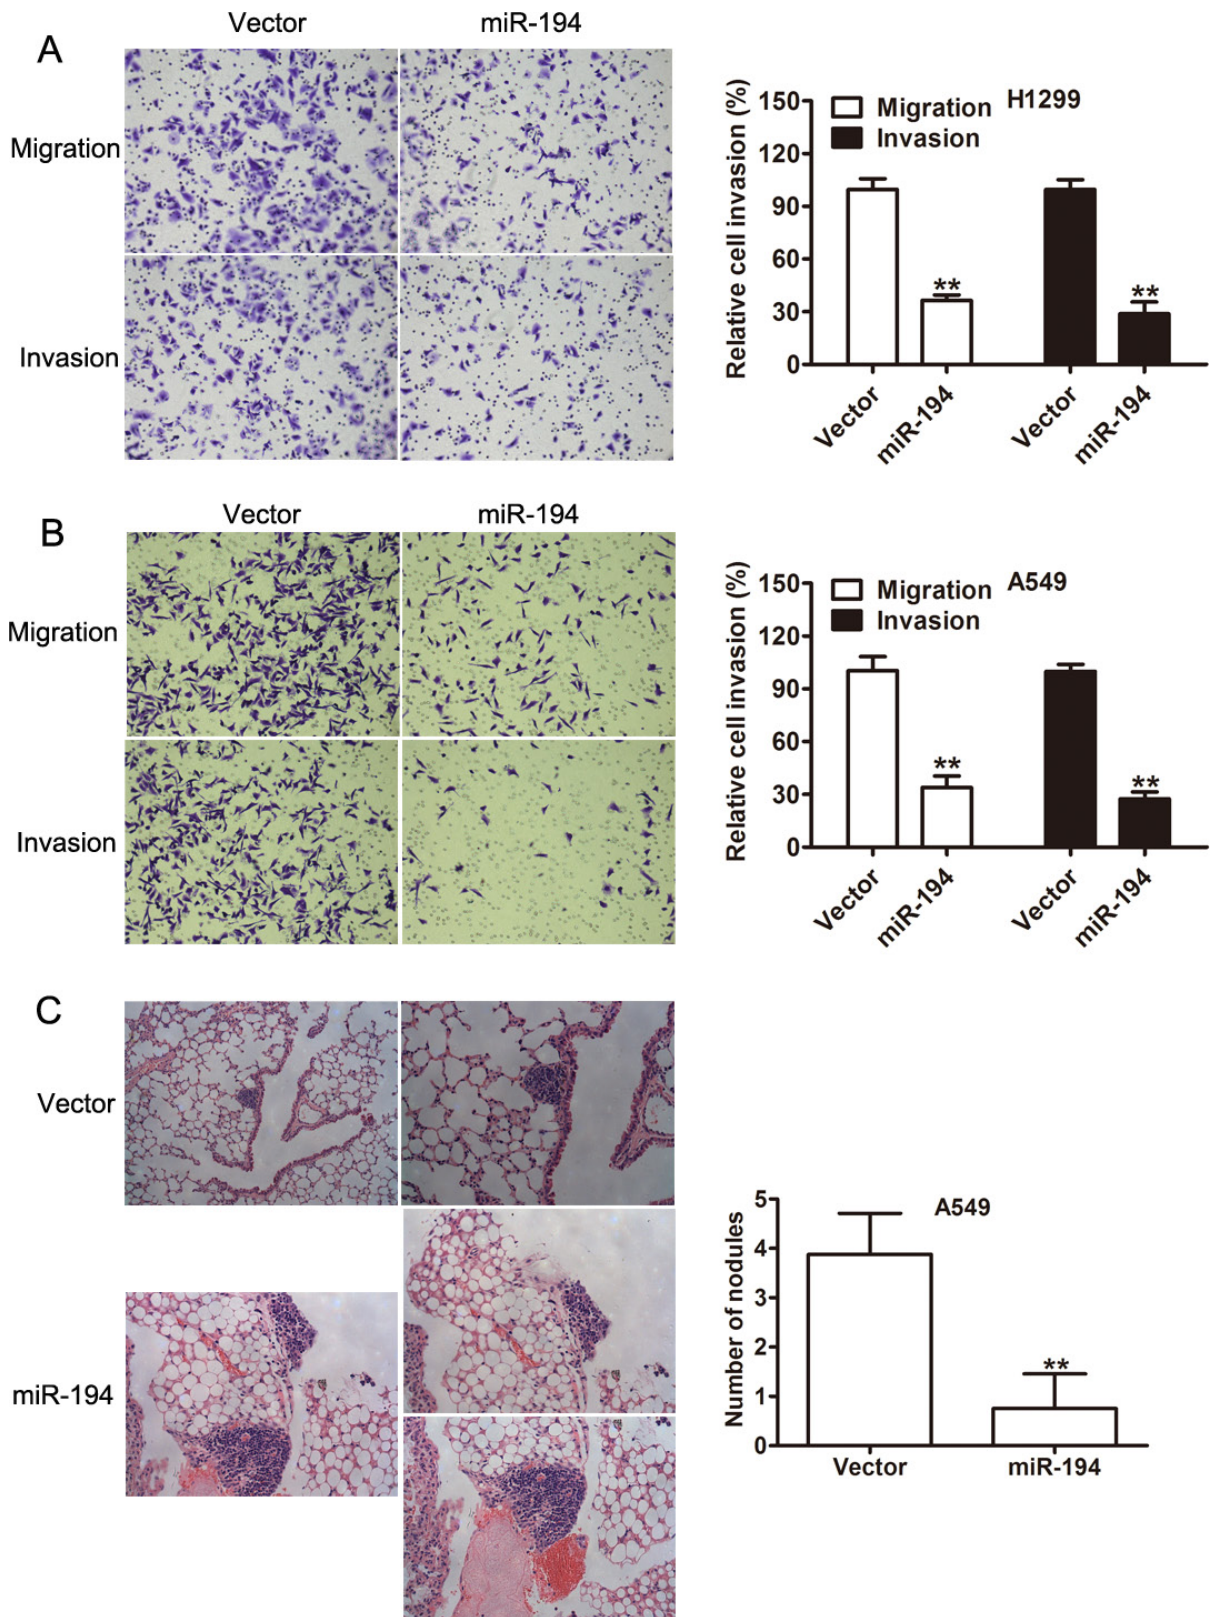 A
Vector miR-194
Migration
Invasion
Relative cell invasion (%)
150
120
90
60
30
0
Migration H1299
Invasion
**
**
Vector
miR-194
Vector
miR-194
B
Vector miR-194
Migration
Invasion
Relative cell invasion (%)
150
120
90
60
30
0
Migration A549
Invasion
**
**
Vector
miR-194
Vector
miR-194
C
Vector
miR-194
Number of nodules
5
4
3
2
1
0
A549
**
Vector miR-194